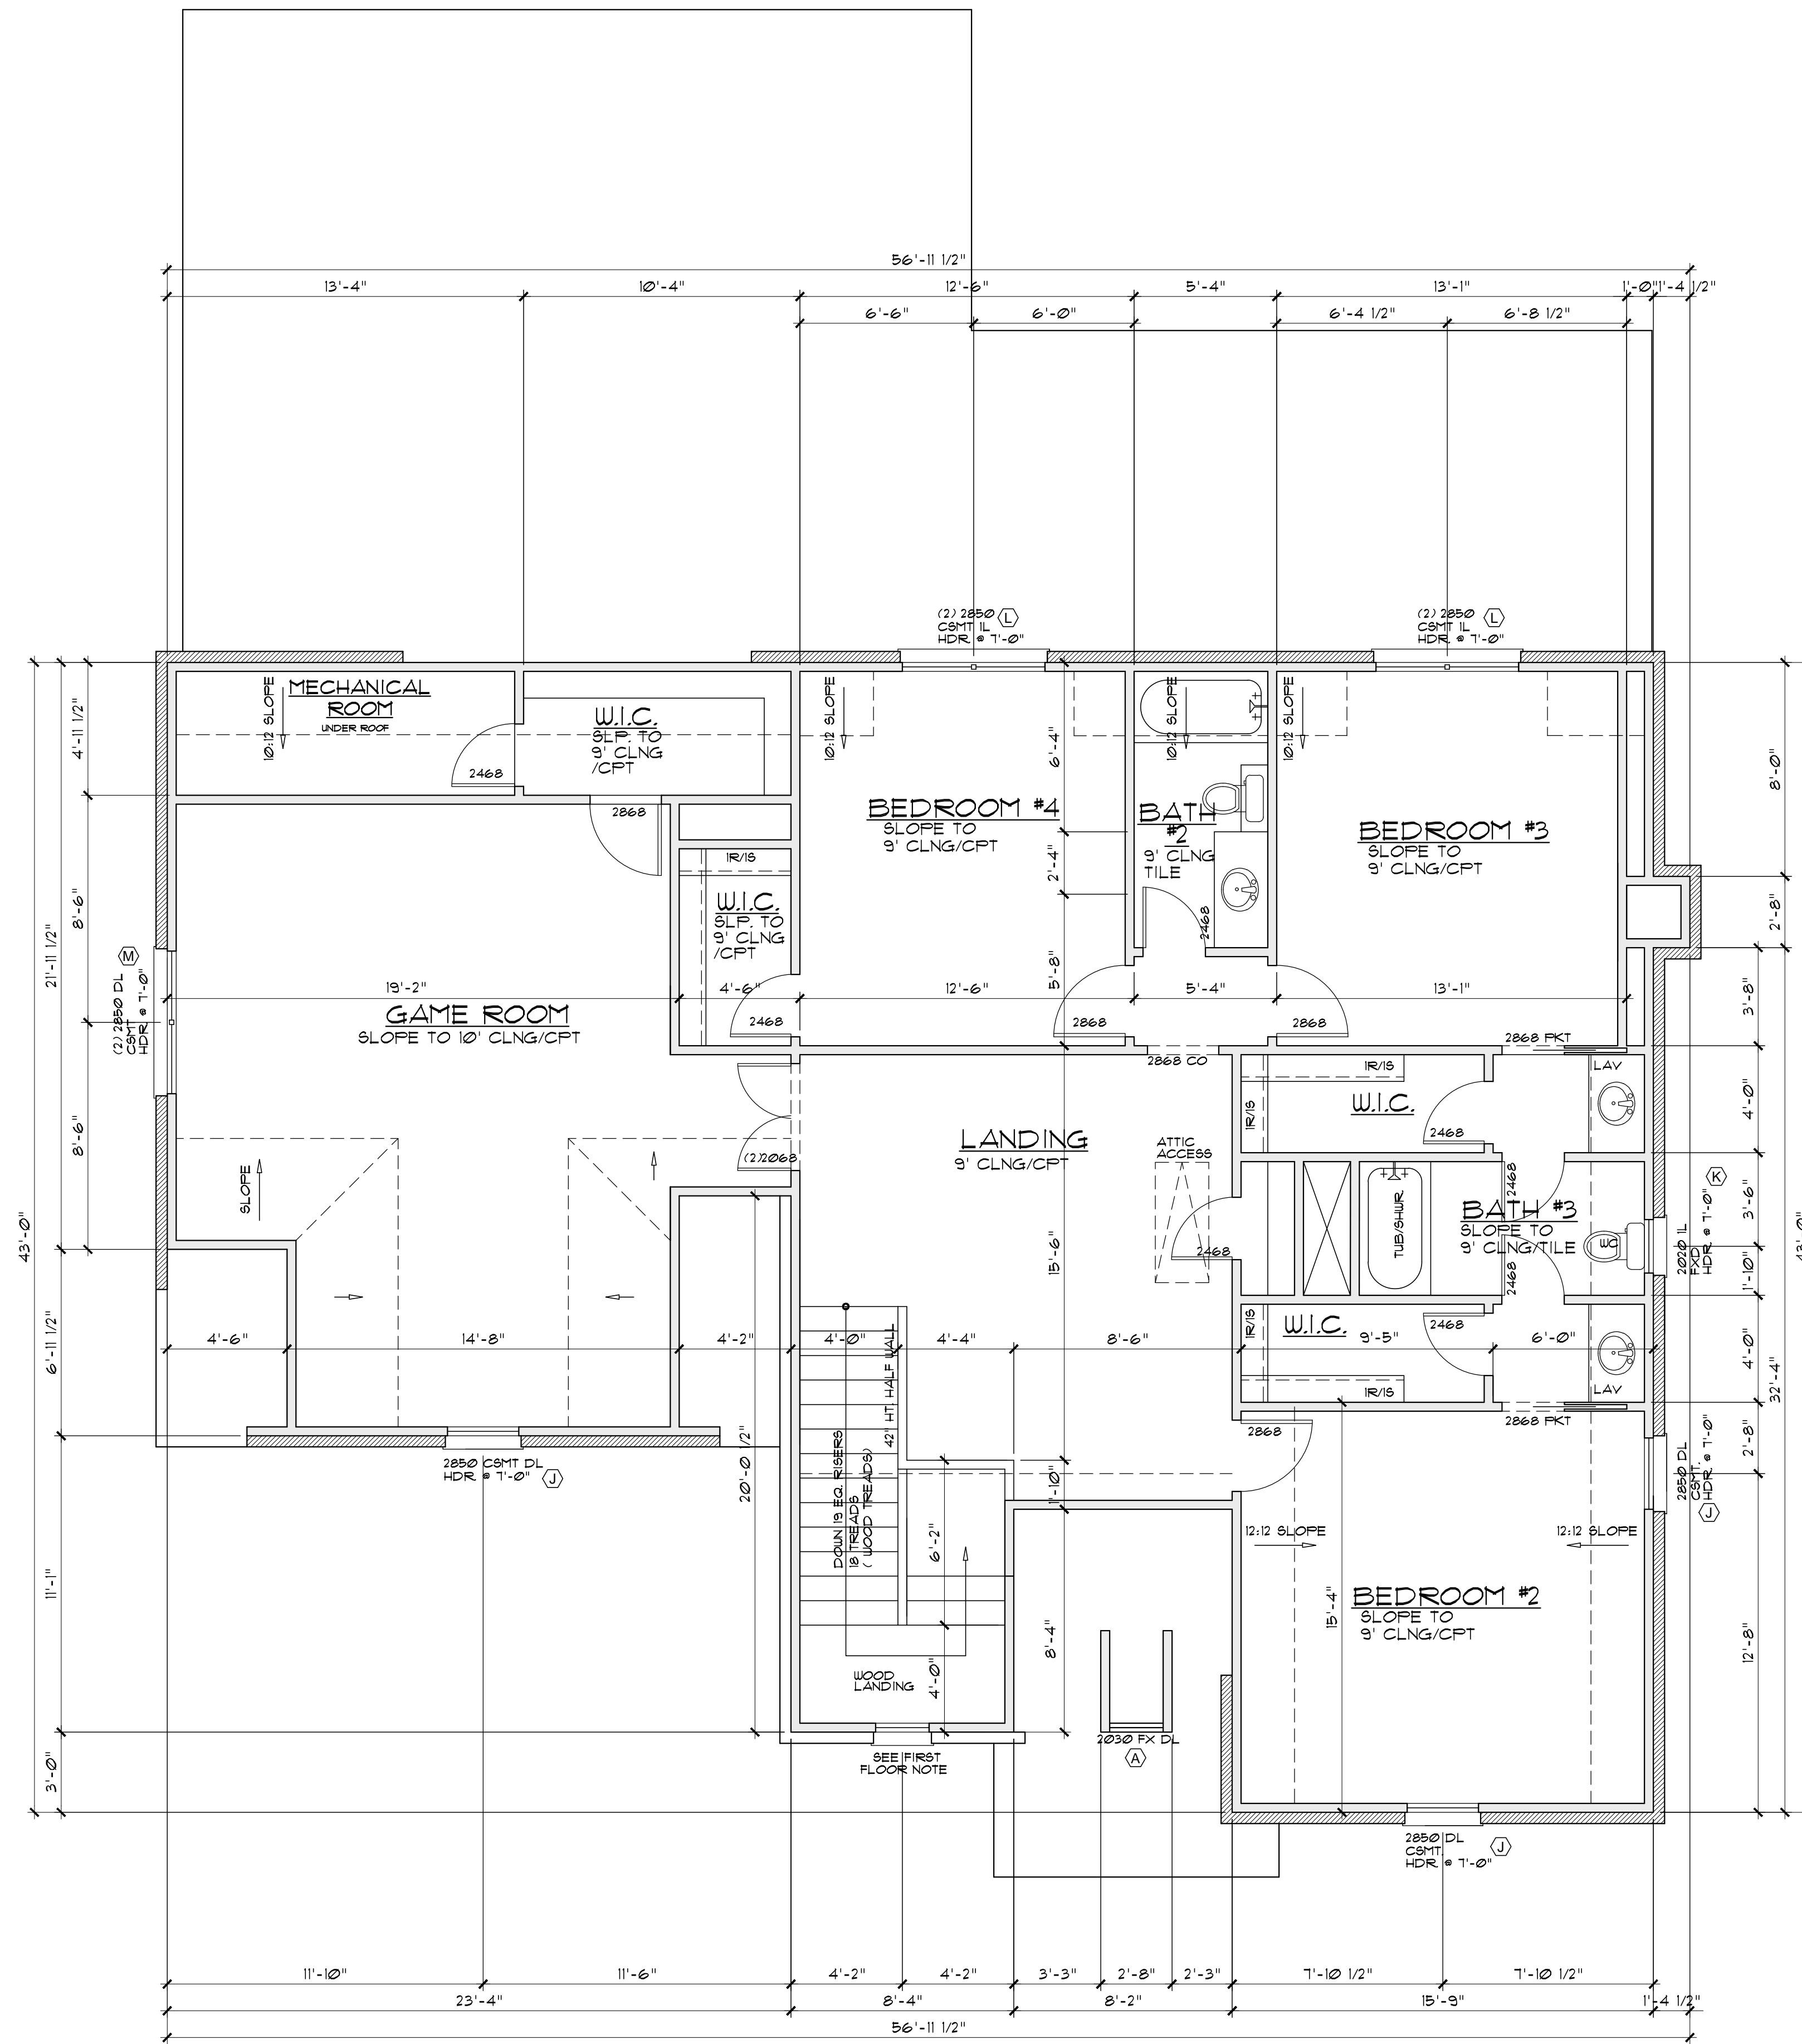 56'-11 1/2"
13'-4"
10'-4"
12'-6"
5'-4"
13'-1"
1'-0"
1'-4 1/2"
6'-6"
6'-0"
6'-4 1/2"
6'-8 1/2"
(2) 2850
CSMT 1L
HDR @ 7'-0"
L
(2) 2850
CSMT 1L
HDR @ 7'-0"
L
MECHANICAL
ROOM
UNDER ROOF
10:12 SLOPE
2468
W.I.C.
SLP. TO
9' CLNG
/CPT
2868
10:12 SLOPE
BEDROOM #4
SLOPE TO
9' CLNG/CPT
6'-4"
2'-4"
5'-8"
10:12 SLOPE
BATH
#2
9' CLNG
TILE
2468
10:12 SLOPE
BEDROOM #3
SLOPE TO
9' CLNG/CPT
1R/1S
W.I.C.
SLP. TO
9' CLNG
/CPT
4'-11 1/2"
8'-6"
21'-11 1/2"
8'-6"
43'-0"
6'-11 1/2"
11'-1"
3'-0"
M
(2) 2850 DL
CSMT
HDR @ 7'-0"
19'-2"
4'-6"
12'-6"
5'-4"
13'-1"
GAME ROOM
SLOPE TO 10' CLNG/CPT
2468
2868
2868
2868 CO
2868 PKT
(2)2068
SLOPE
LANDING
9' CLNG/CPT
ATTIC
ACCESS
15'-6"
2468
1R/1S
1R/1S
W.I.C.
2468
LAV
TUB/SHWR
2468
BATH #3
SLOPE TO
9' CLNG/TILE
WC
2468
1R/1S
W.I.C.
2468
9'-5"
6'-0"
1R/1S
LAV
2868 PKT
8'-0"
2'-8"
3'-8"
4'-0"
3'-6"
1'-10"
4'-0"
32'-4"
2'-8"
12'-8"
43'-0"
K
2020 1L
FXD
HDR @ 7'-0"
2850 DL
CSMT.
HDR @ 7'-0"
J
4'-6"
14'-8"
4'-2"
4'-0"
4'-4"
8'-6"
42" HT. HALF WALL
DOWN 19 EQ. RISERS
18 TREADS
( WOOD TREADS)
20'-0 1/2"
2850 CSMT DL
HDR @ 7'-0"
J
1'-10"
6'-2"
8'-4"
4'-0"
WOOD
LANDING
2868
12:12 SLOPE
12:12 SLOPE
15'-4"
BEDROOM #2
SLOPE TO
9' CLNG/CPT
SEE FIRST
FLOOR NOTE
2030 FX DL
A
2850 DL
CSMT.
HDR @ 7'-0"
J
11'-10"
11'-6"
4'-2"
4'-2"
3'-3"
2'-8"
2'-3"
7'-10 1/2"
7'-10 1/2"
23'-4"
8'-4"
8'-2"
15'-9"
1'-4 1/2"
56'-11 1/2"